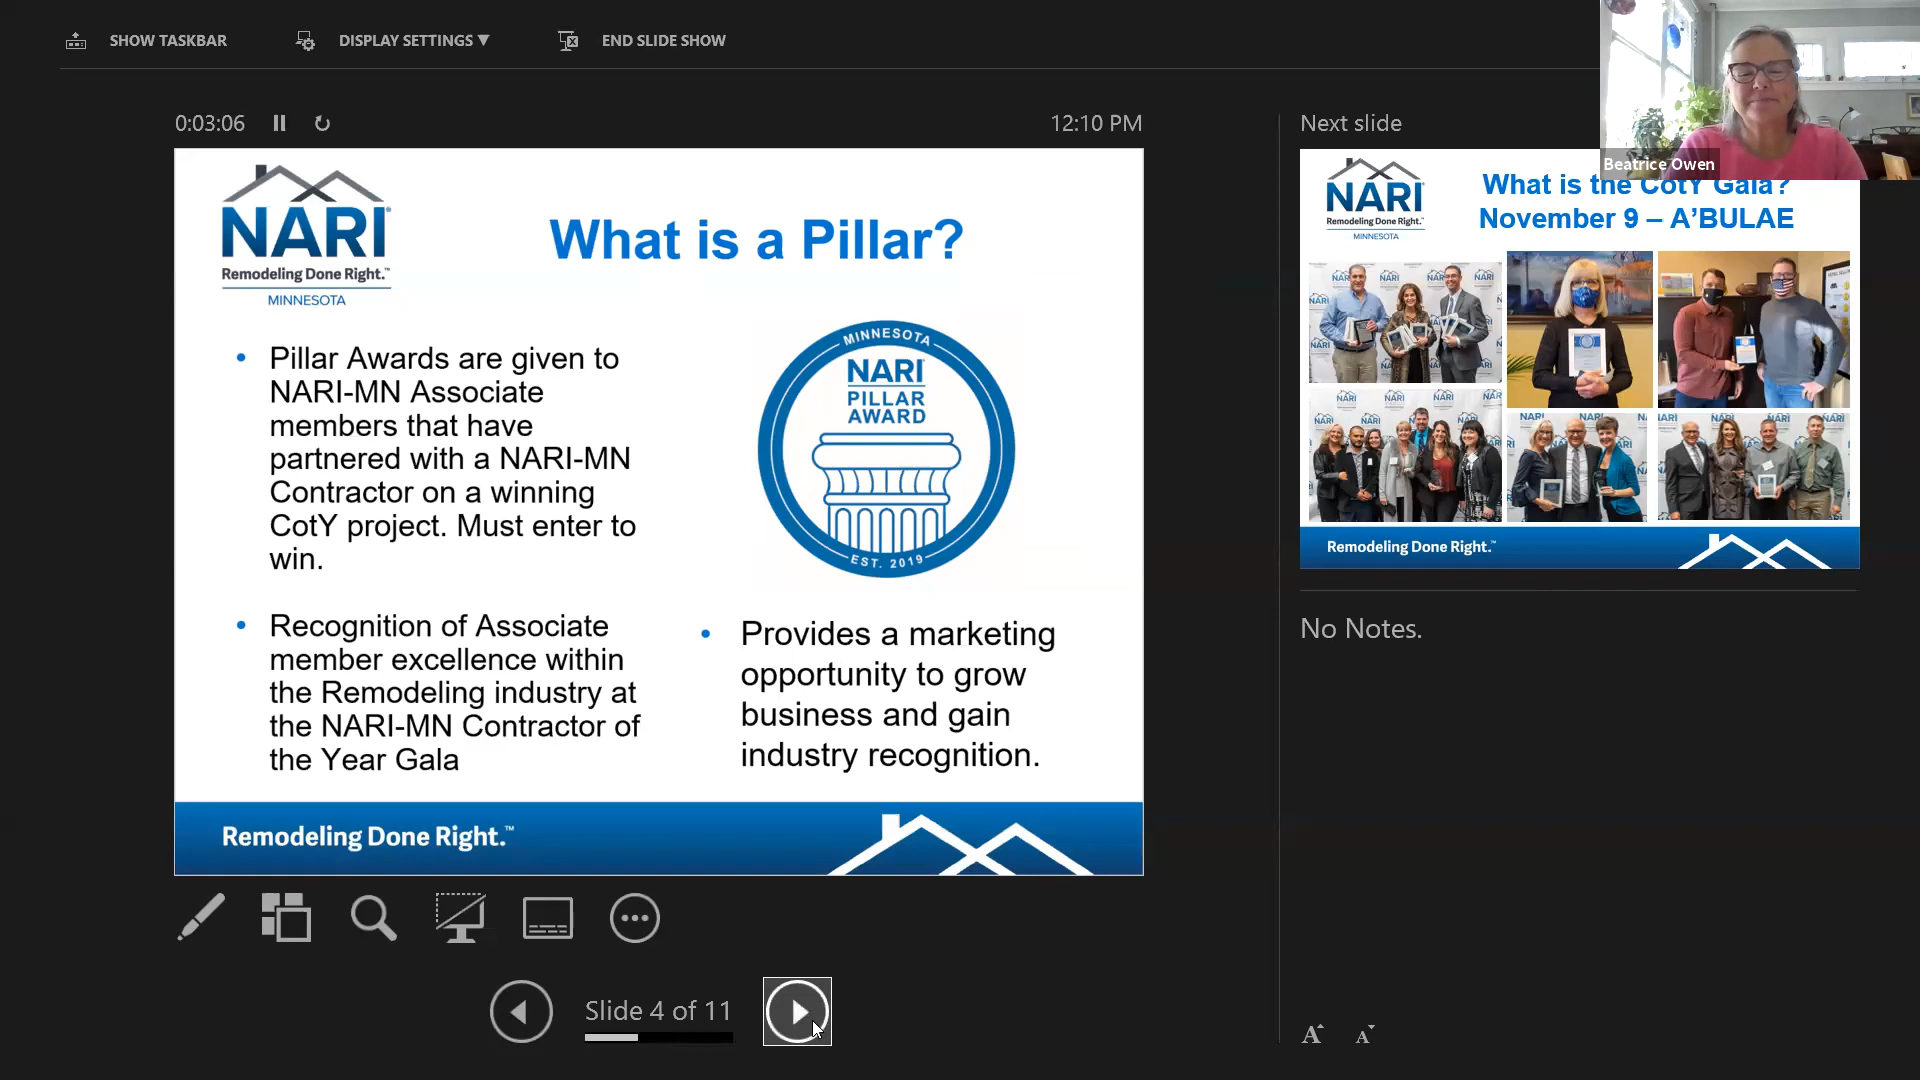 SHOW TASKBAR
DISPLAY SETTINGS
END SLIDE SHOW
Beatrice Owen
0:03:06
12:10 PM
NARI
Remodeling Done Right.™
MINNESOTA
What is a Pillar?
Pillar Awards are given to
NARI-MN Associate
members that have
partnered with a NARI-MN
Contractor on a winning
CotY project. Must enter to
win.
Recognition of Associate
member excellence within
the Remodeling industry at
the NARI-MN Contractor of
the Year Gala
MINNESOTA
NARI
PILLAR
AWARD
EST. 2019
Provides a marketing
opportunity to grow
business and gain
industry recognition.
Remodeling Done Right.™
Slide 4 of 11
Next slide
NARI
Remodeling Done Right.™
MINNESOTA
What is the CotY Gala?
November 9 – A'BULAE
Remodeling Done Right.™
No Notes.
A A